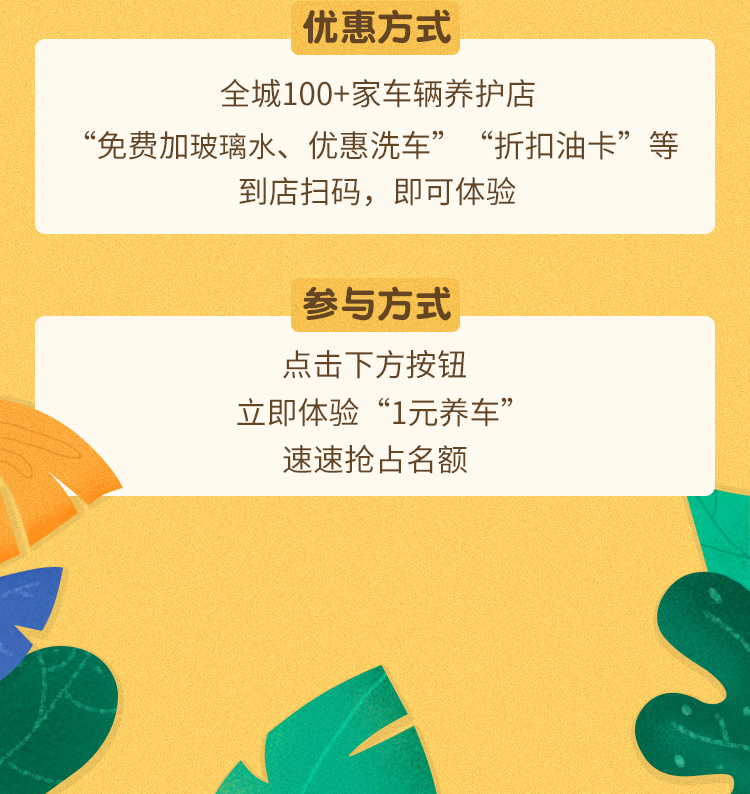 优惠方式
全城100+家车辆养护店
“免费加玻璃水、优惠洗车”“折扣油卡”等
到店扫码，即可体验
参与方式
点击下方按钮
立即体验“1元养车”
速速抢占名额